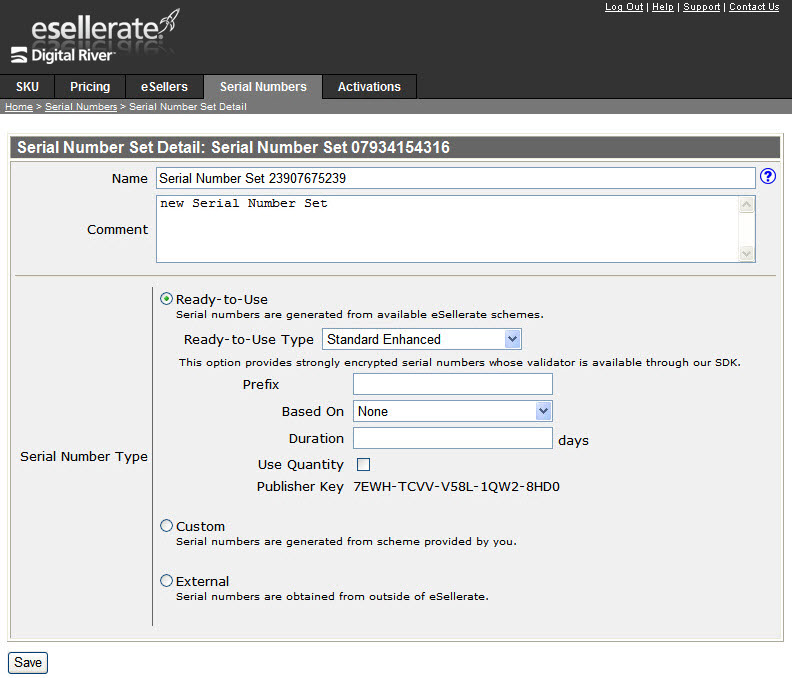 Log Out | Help | Support | Contact Us
esellerate.
Digital River
SKU Pricing eSellers Serial Numbers Activations
Home > Serial Numbers > Serial Number Set Detail
Serial Number Set Detail: Serial Number Set 07934154316
Name Serial Number Set 23907675239 ?
Comment new Serial Number Set
Serial Number Type
Ready-to-Use
Serial numbers are generated from available eSellerate schemes.
Ready-to-Use Type Standard Enhanced
This option provides strongly encrypted serial numbers whose validator is available through our SDK.
Prefix
Based On None
Duration days
Use Quantity
Publisher Key 7EWH-TCVV-V58L-1QW2-8HD0
Custom
Serial numbers are generated from scheme provided by you.
External
Serial numbers are obtained from outside of eSellerate.
Save